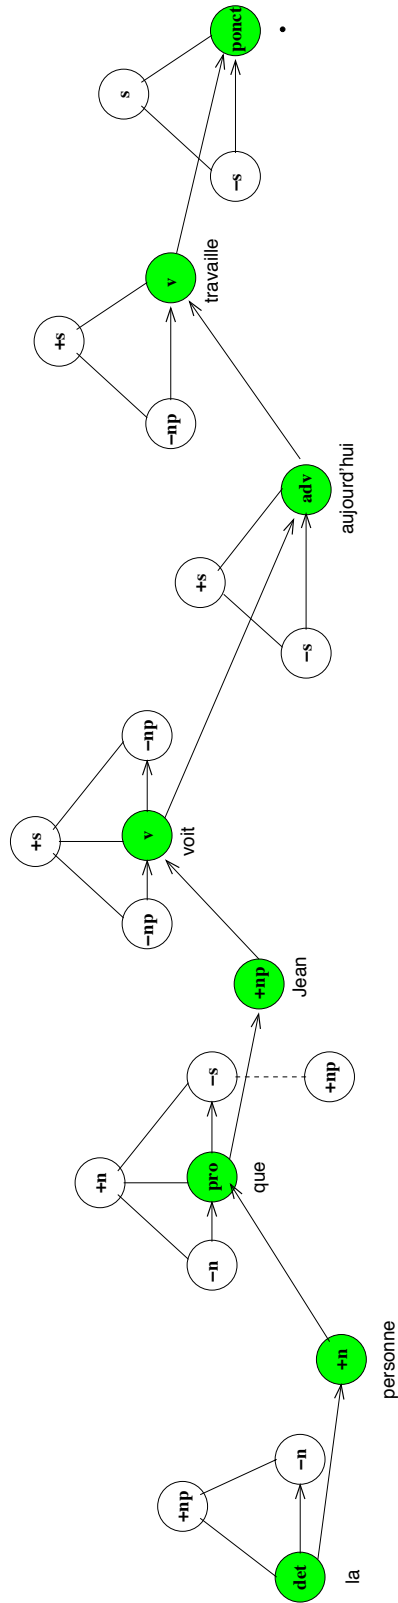 +np
det −n
la
+n
personne
+n
−n pro −s
que
+np
+np
Jean
+s
−np v −np
voit
+s
−s adv
aujourd'hui
+s
−np v
travaille
s
−s ponct
.